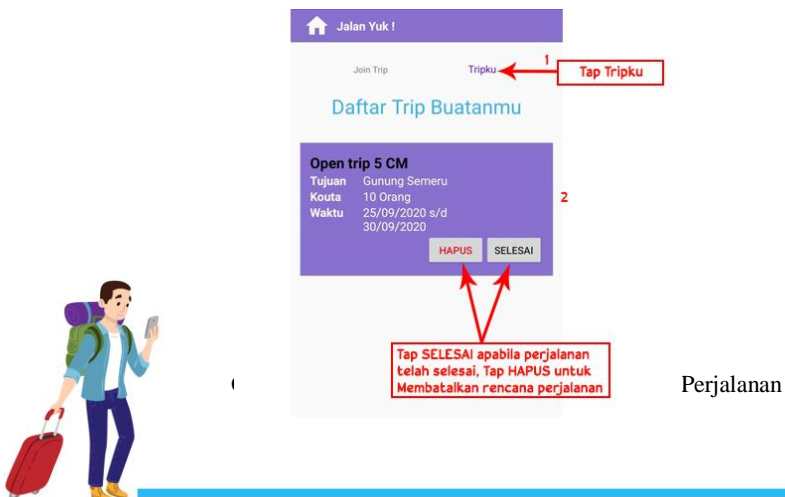 Jalan Yuk !
Join Trip
Tripku
1
Tap Tripku
Daftar Trip Buatanmu
Open trip 5 CM
Tujuan Gunung Semeru
Kouta 10 Orang
Waktu 25/09/2020 s/d
30/09/2020
2
HAPUS SELESAI
Tap SELESAI apabila perjalanan
telah selesai, Tap HAPUS untuk
Membatalkan rencana perjalanan
Perjalanan